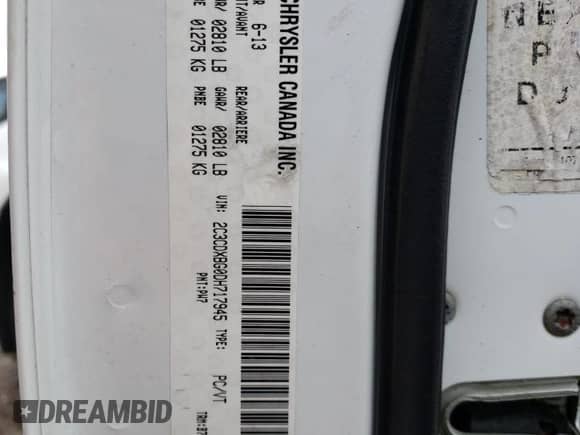 CHRYSLER CANADA INC.
6-13
02810 LB
01275 KG
REAR/ARRIERE
GAWR/ 02810 LB
PNBE 01275 KG
VIN: 2C3CDXBG0DH717945 TYPE: PC/VT
PNT:PW7
DREAMBID